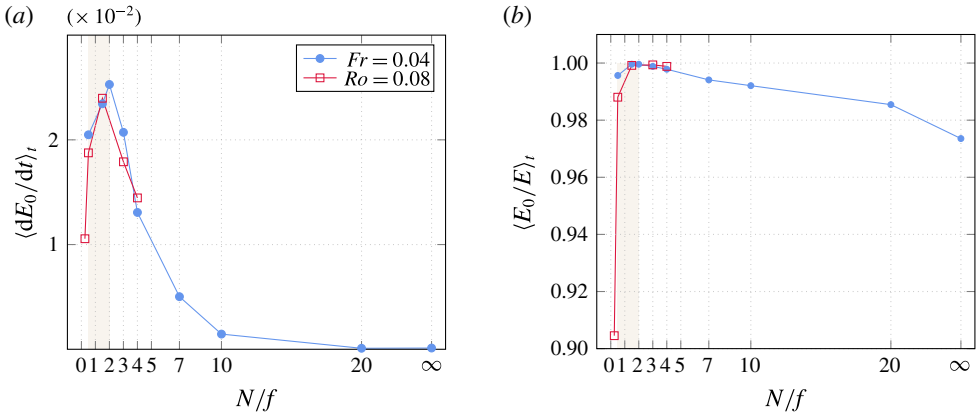 (a)
(× 10⁻²)
Fr = 0.04
Ro = 0.08
2
1
⟨dE₀/dt⟩ₜ
0 1 2 3 4 5 7 10 20 ∞
N/f
(b)
1.00
0.98
0.96
0.94
0.92
0.90
⟨E₀/E⟩ₜ
0 1 2 3 4 5 7 10 20 ∞
N/f